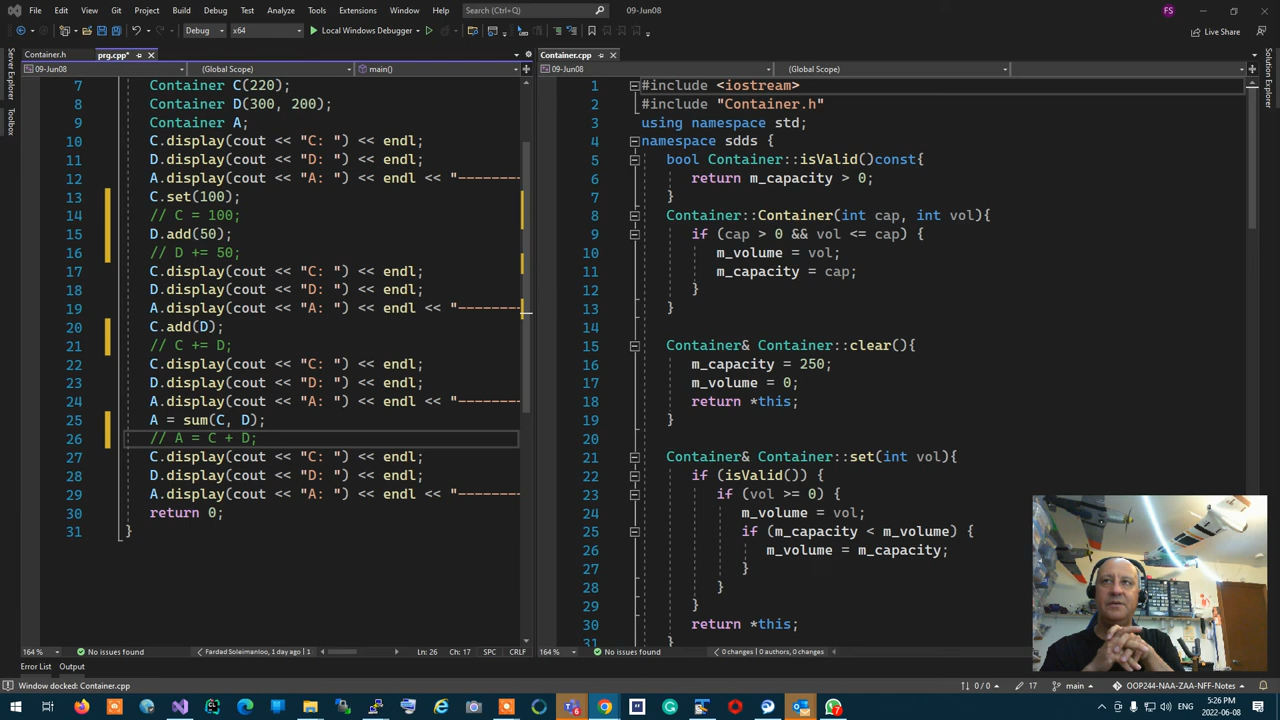 File Edit View Git Project Build Debug Test Analyze Tools Extensions Window Help Search (Ctrl+Q) 09-Jun08 FS
Debug x64 Local Windows Debugger Live Share
Server Explorer
Toolbox
Container.h prg.cpp*
09-Jun08 (Global Scope) main()
7 Container C(220);
8 Container D(300, 200);
9 Container A;
10 C.display(cout << "C: ") << endl;
11 D.display(cout << "D: ") << endl;
12 A.display(cout << "A: ") << endl << "--------
13 C.set(100);
14 // C = 100;
15 D.add(50);
16 // D += 50;
17 C.display(cout << "C: ") << endl;
18 D.display(cout << "D: ") << endl;
19 A.display(cout << "A: ") << endl << "--------
20 C.add(D);
21 // C += D;
22 C.display(cout << "C: ") << endl;
23 D.display(cout << "D: ") << endl;
24 A.display(cout << "A: ") << endl << "--------
25 A = sum(C, D);
26 // A = C + D;
27 C.display(cout << "C: ") << endl;
28 D.display(cout << "D: ") << endl;
29 A.display(cout << "A: ") << endl << "--------
30 return 0;
31 }
164 % No issues found Fardad Soleimanloo, 1 day ago | 1 Ln: 26 Ch: 17 SPC CRLF
Container.cpp
09-Jun08 (Global Scope)
1 #include <iostream>
2 #include "Container.h"
3 using namespace std;
4 namespace sdds {
5 bool Container::isValid()const{
6 return m_capacity > 0;
7 }
8 Container::Container(int cap, int vol){
9 if (cap > 0 && vol <= cap) {
10 m_volume = vol;
11 m_capacity = cap;
12 }
13 }
14
15 Container& Container::clear(){
16 m_capacity = 250;
17 m_volume = 0;
18 return *this;
19 }
20
21 Container& Container::set(int vol){
22 if (isValid()) {
23 if (vol >= 0) {
24 m_volume = vol;
25 if (m_capacity < m_volume) {
26 m_volume = m_capacity;
27 }
28 }
29 }
30 return *this;
31 }
164 % No issues found 0 changes | 0 authors, 0 changes
Solution Explorer
Error List Output
Window docked: Container.cpp 0 / 0 17 main OOP244-NAA-ZAA-NFF-Notes
5:26 PM
2022-06-08